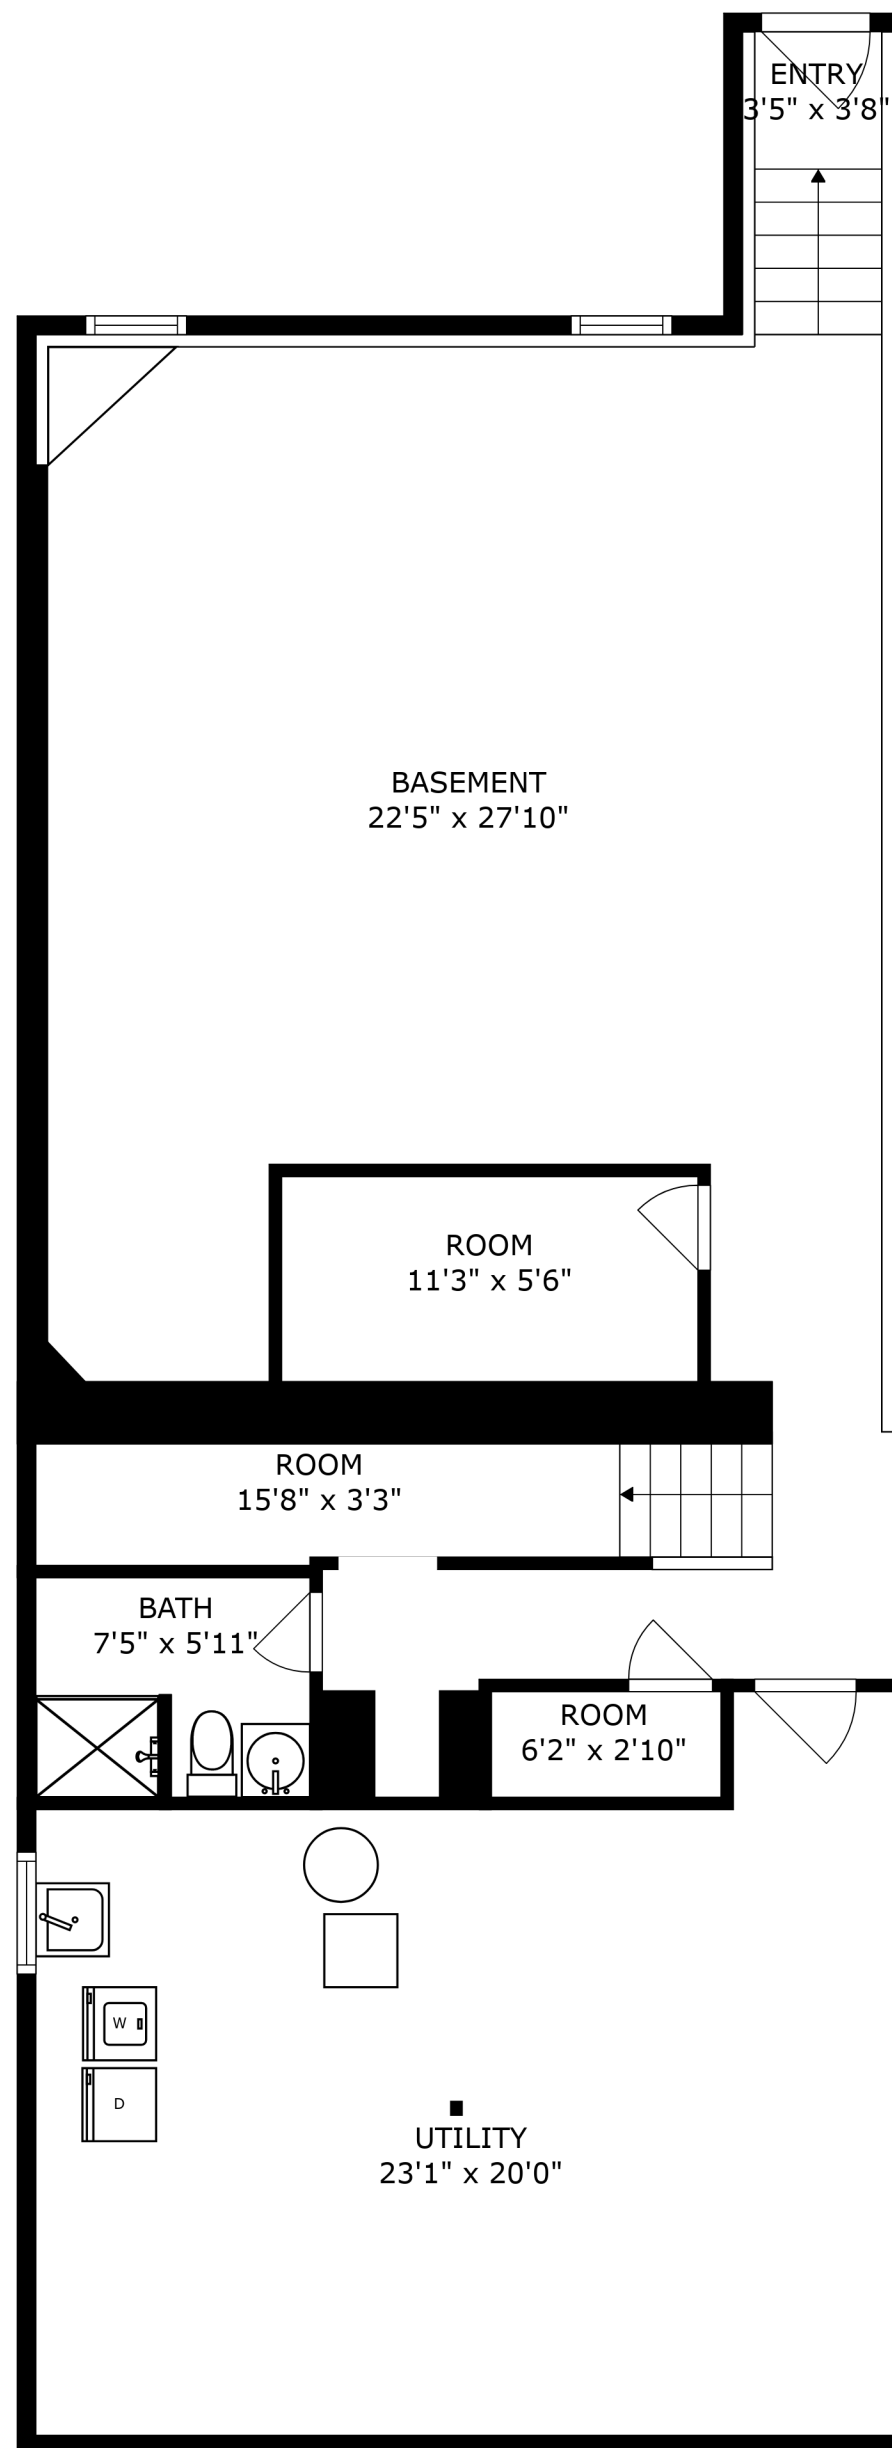 ENTRY
3'5" x 3'8"
BASEMENT
22'5" x 27'10"
ROOM
11'3" x 5'6"
ROOM
15'8" x 3'3"
BATH
7'5" x 5'11"
ROOM
6'2" x 2'10"
W
D
UTILITY
23'1" x 20'0"